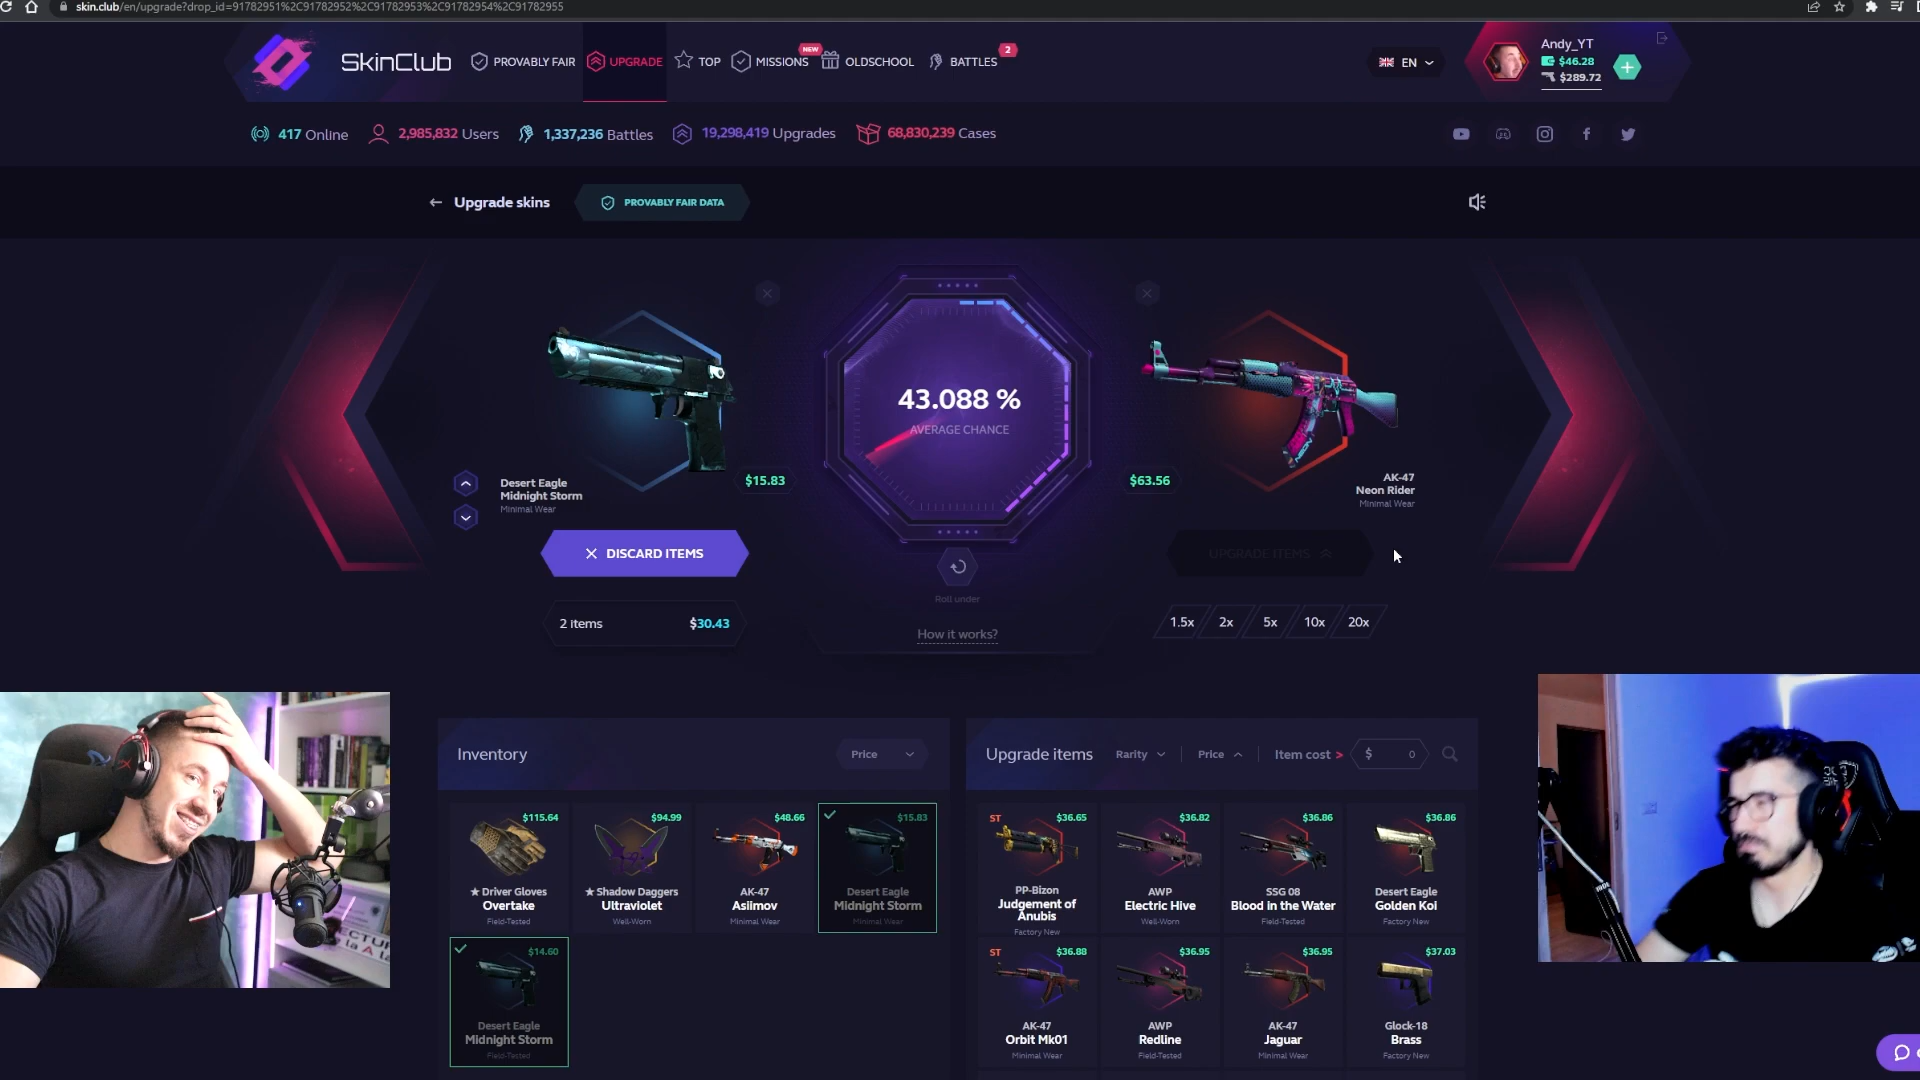 skin.club/en/upgrade?drop_id=91782951%2C91782952%2C91782953%2C91782954%2C91782955
SkinClub
PROVABLY FAIR
UPGRADE
TOP
MISSIONS
NEW
OLDSCHOOL
BATTLES
2
EN
Andy_YT
$46.28
$289.72
417 Online
2,985,832 Users
1,337,236 Battles
19,298,419 Upgrades
68,830,239 Cases
Upgrade skins
PROVABLY FAIR DATA
43.088 %
AVERAGE CHANCE
Desert Eagle
Midnight Storm
Minimal Wear
$15.83
$63.56
AK-47
Neon Rider
Minimal Wear
DISCARD ITEMS
UPGRADE ITEMS
Roll under
2 items
$30.43
How it works?
1.5x
2x
5x
10x
20x
Inventory
Price
Upgrade items
Rarity
Price
Item cost >
$
0
$115.64
★ Driver Gloves
Overtake
Field-Tested
$94.99
★ Shadow Daggers
Ultraviolet
Well-Worn
$48.66
AK-47
Asiimov
Minimal Wear
$15.83
Desert Eagle
Midnight Storm
Minimal Wear
$14.60
Desert Eagle
Midnight Storm
Field-Tested
ST
$36.65
PP-Bizon
Judgement of
Anubis
Factory New
$36.82
AWP
Electric Hive
Well-Worn
$36.86
SSG 08
Blood in the Water
Field-Tested
$36.86
Desert Eagle
Golden Koi
Factory New
ST
$36.88
AK-47
Orbit Mk01
Minimal Wear
$36.95
AWP
Redline
Field-Tested
$36.95
AK-47
Jaguar
Minimal Wear
$37.03
Glock-18
Brass
Factory New